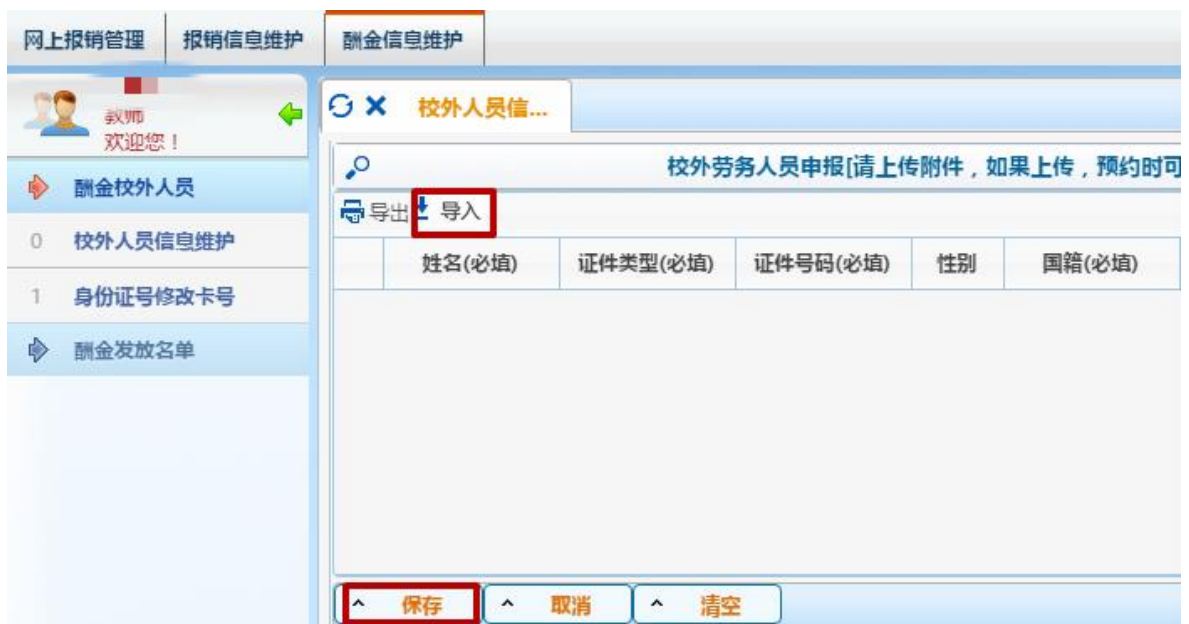 网上报销管理 报销信息维护 酬金信息维护
教师
欢迎您！
校外人员信...
酬金校外人员
0 校外人员信息维护
1 身份证号修改卡号
酬金发放名单
校外劳务人员申报[请上传附件，如果上传，预约时可
导出 导入
姓名(必填) 证件类型(必填) 证件号码(必填) 性别 国籍(必填)
保存 取消 清空